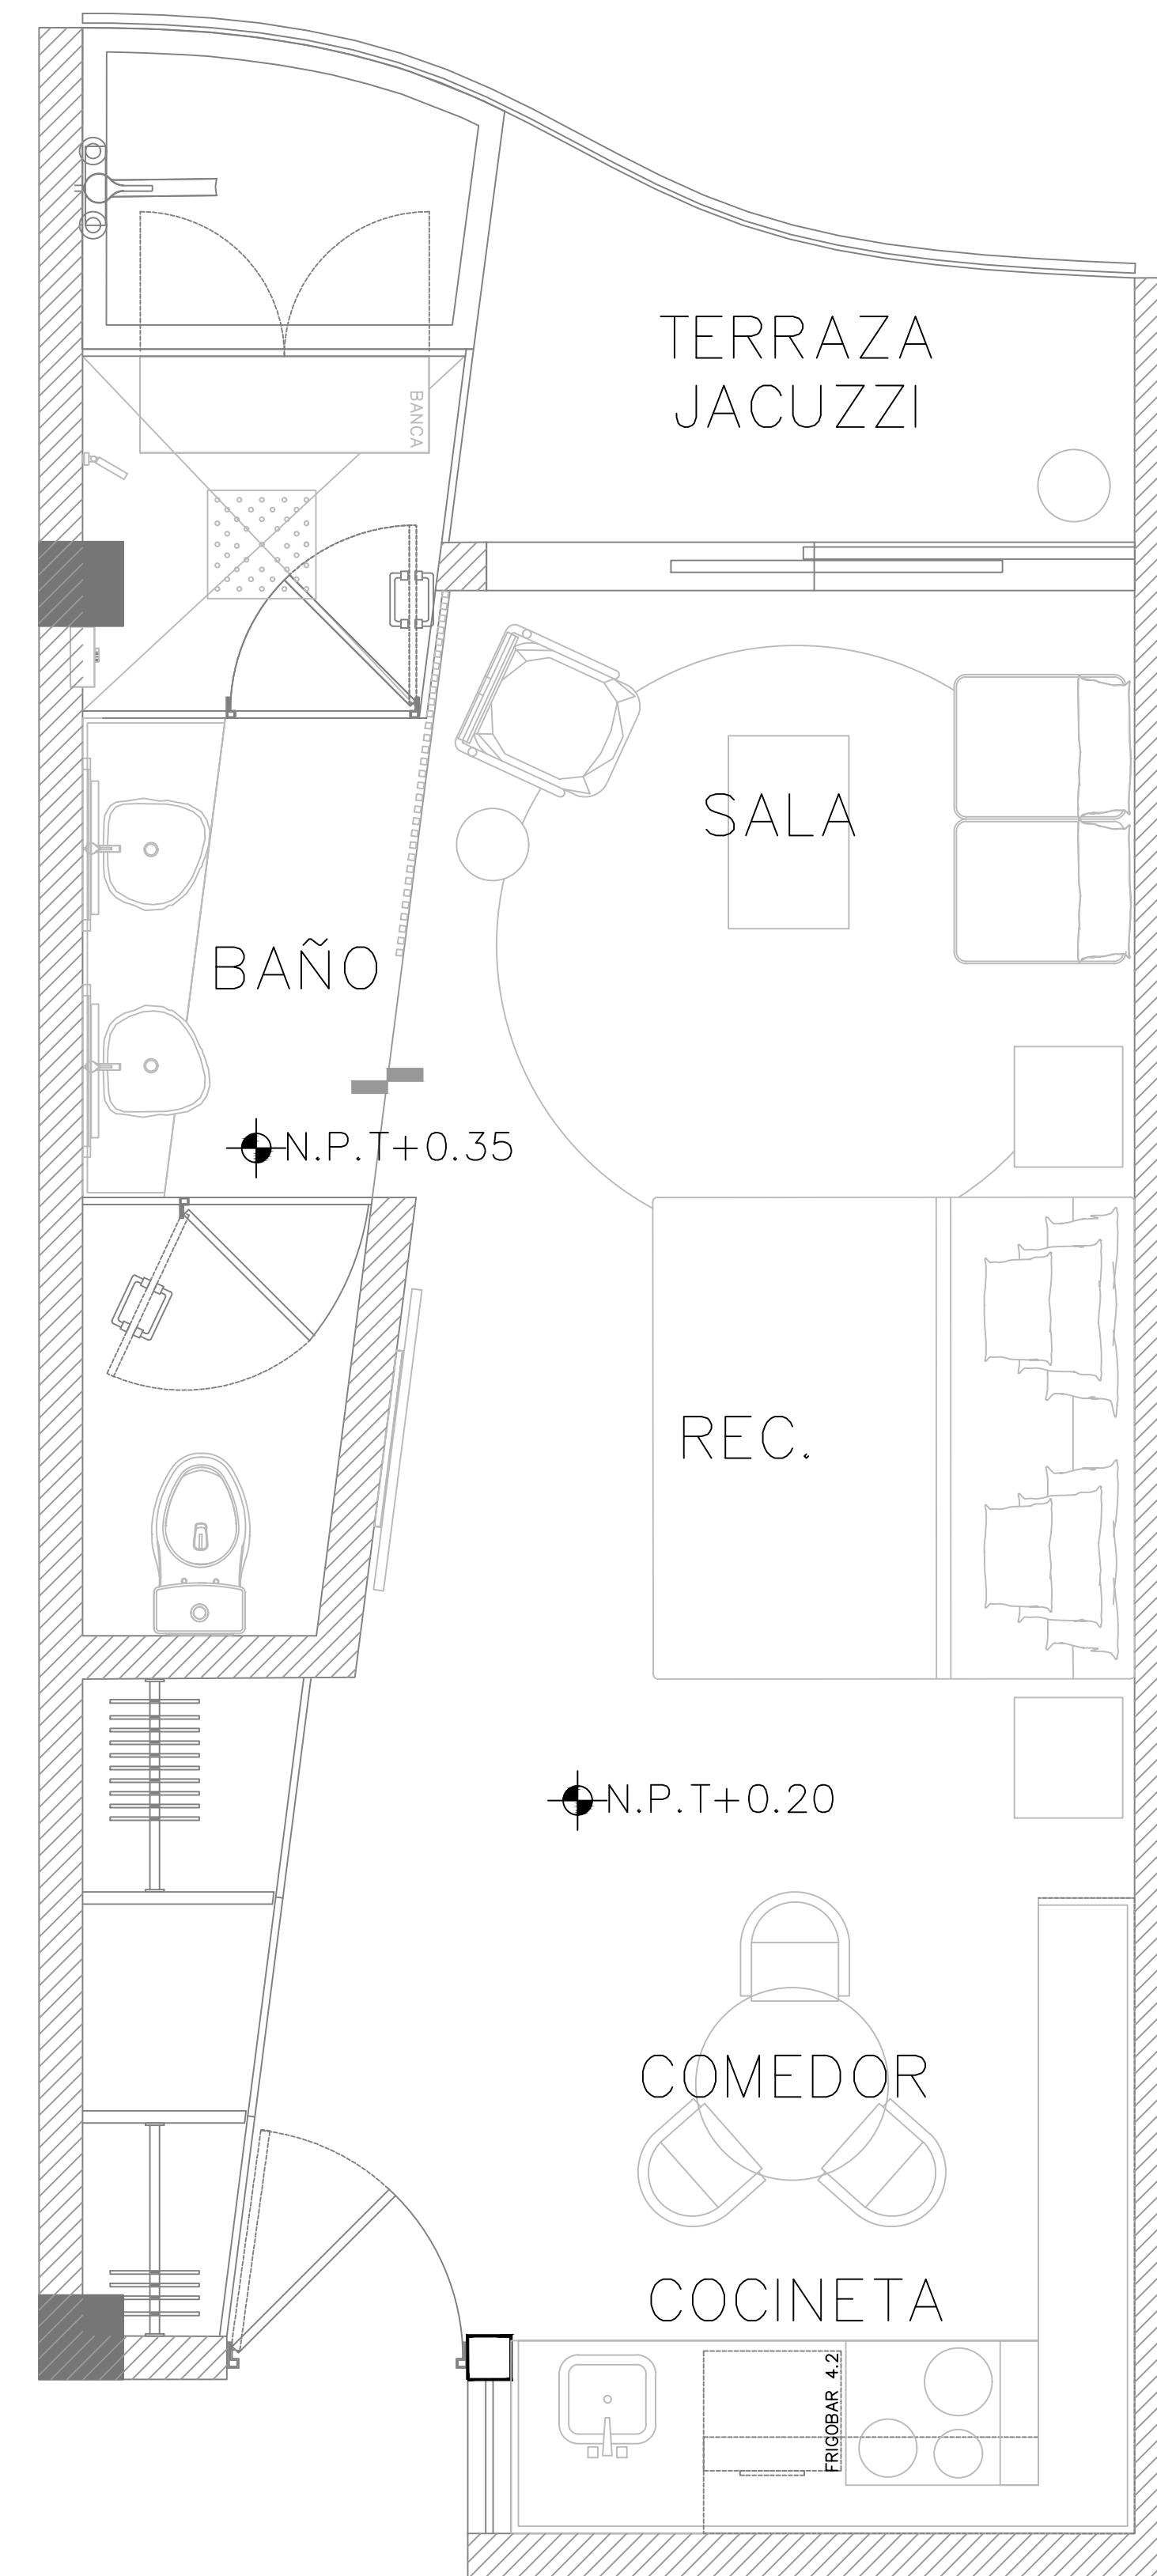 TERRAZA
JACUZZI
BANCA
SALA
BAÑO
N.P.T+0.35
REC.
N.P.T+0.20
COMEDOR
COCINETA
FRIGOBAR 4.2